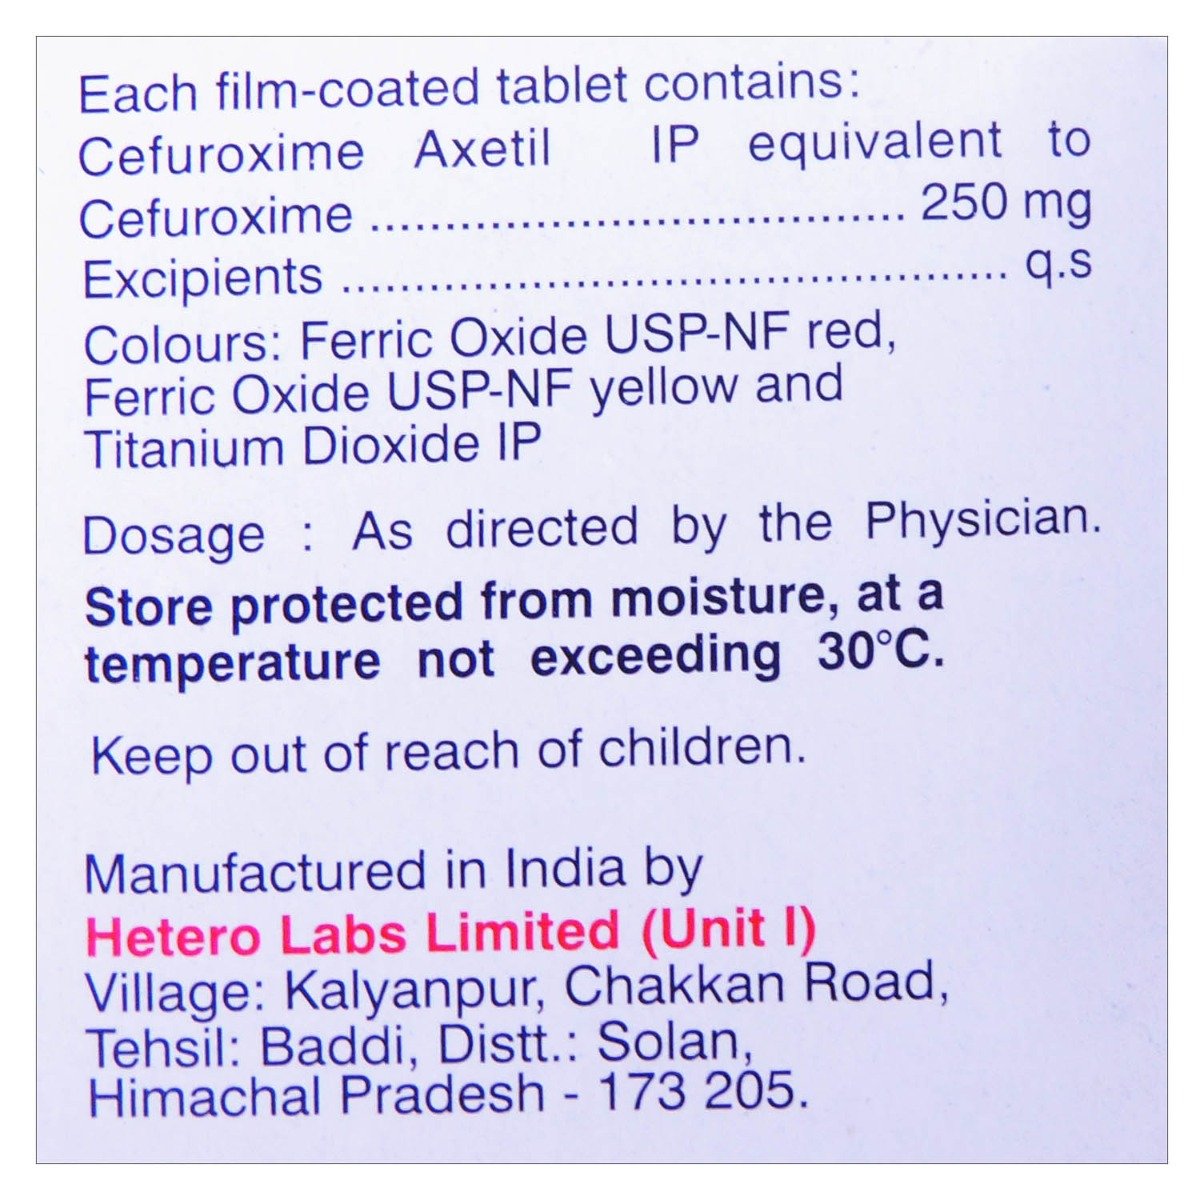 Each film-coated tablet contains:
Cefuroxime Axetil IP equivalent to
Cefuroxime .................................... 250 mg
Excipients ............................................. q.s
Colours: Ferric Oxide USP-NF red,
Ferric Oxide USP-NF yellow and
Titanium Dioxide IP
Dosage : As directed by the Physician.
Store protected from moisture, at a
temperature not exceeding 30°C.
Keep out of reach of children.
Manufactured in India by
Hetero Labs Limited (Unit I)
Village: Kalyanpur, Chakkan Road,
Tehsil: Baddi, Distt.: Solan,
Himachal Pradesh - 173 205.